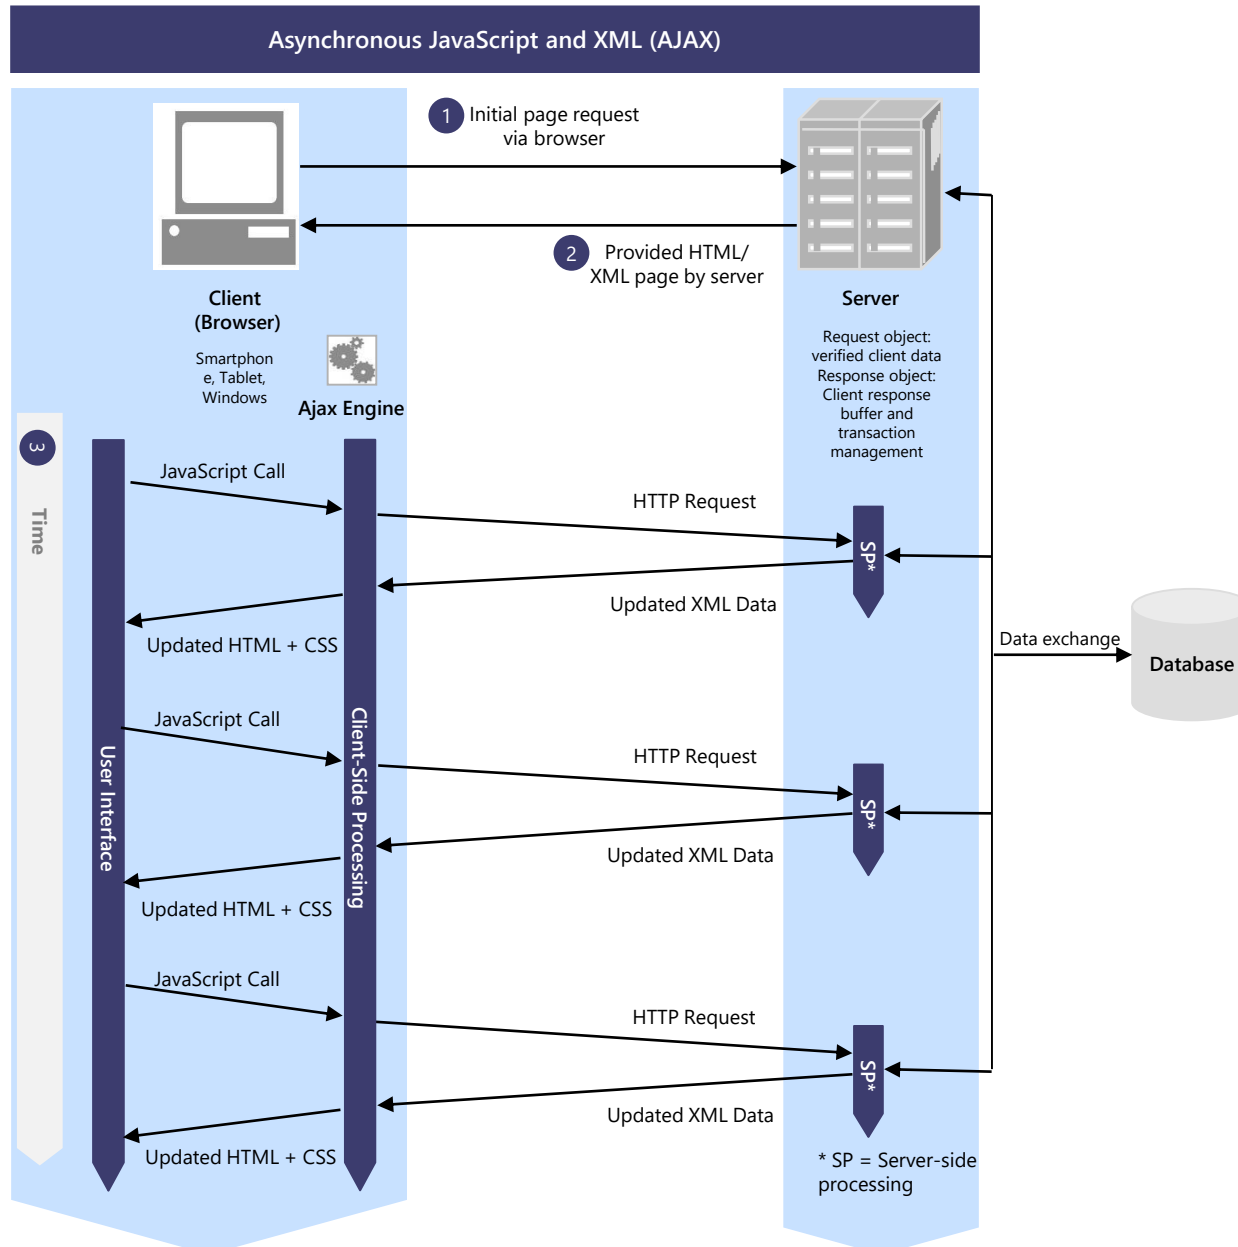 Asynchronous JavaScript and XML (AJAX)
1
Initial page request
via browser
2
Provided HTML/
XML page by server
Client
(Browser)
Smartphon
e, Tablet,
Windows
Ajax Engine
Server
Request object:
verified client data
Response object:
Client response
buffer and
transaction
management
3
Time
User Interface
Client-Side Processing
JavaScript Call
HTTP Request
SP*
Updated XML Data
Updated HTML + CSS
Data exchange
Database
JavaScript Call
HTTP Request
SP*
Updated XML Data
Updated HTML + CSS
JavaScript Call
HTTP Request
SP*
Updated XML Data
Updated HTML + CSS
* SP = Server-side
processing